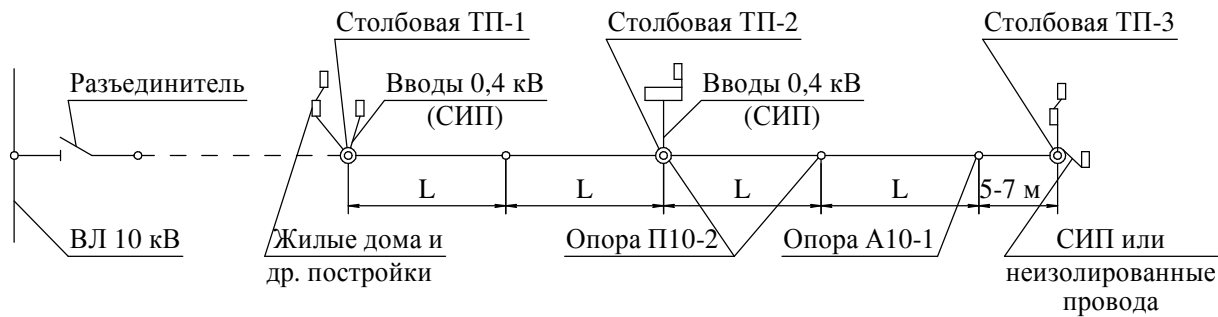 Столбовая ТП-1
Столбовая ТП-2
Столбовая ТП-3
Разъединитель
Вводы 0,4 кВ
(СИП)
Вводы 0,4 кВ
(СИП)
L
L
L
L
5-7 м
ВЛ 10 кВ
Жилые дома и
др. постройки
Опора П10-2
Опора А10-1
СИП или
неизолированные
провода